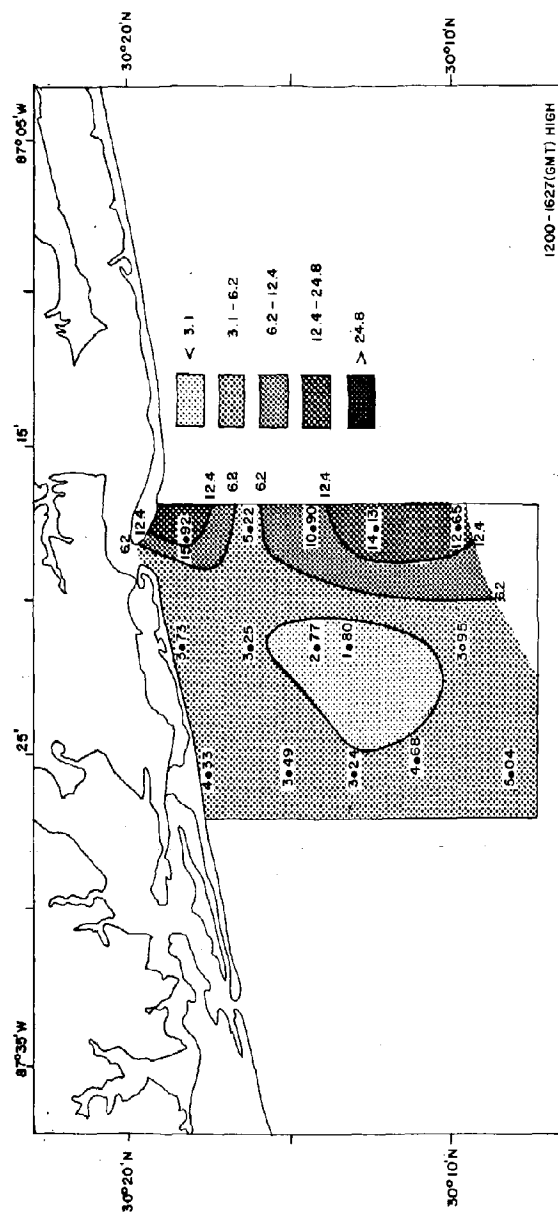 87°35'W 25' 15' 87°05'W
30°20'N 6.2 30°20'N
12.4
3.73 15.92 < 3.1
4.33 12.4
6.2 3.1 - 6.2
3.25 5.22
6.2
6.2 - 12.4
3.49
2.77 10.90 12.4 - 24.8
12.4
1.80
3.24 > 24.8
14.13
4.68
30°10'N 3.95 12.65 30°10'N
12.4
6.2
5.04
1200-1627(GMT) HIGH